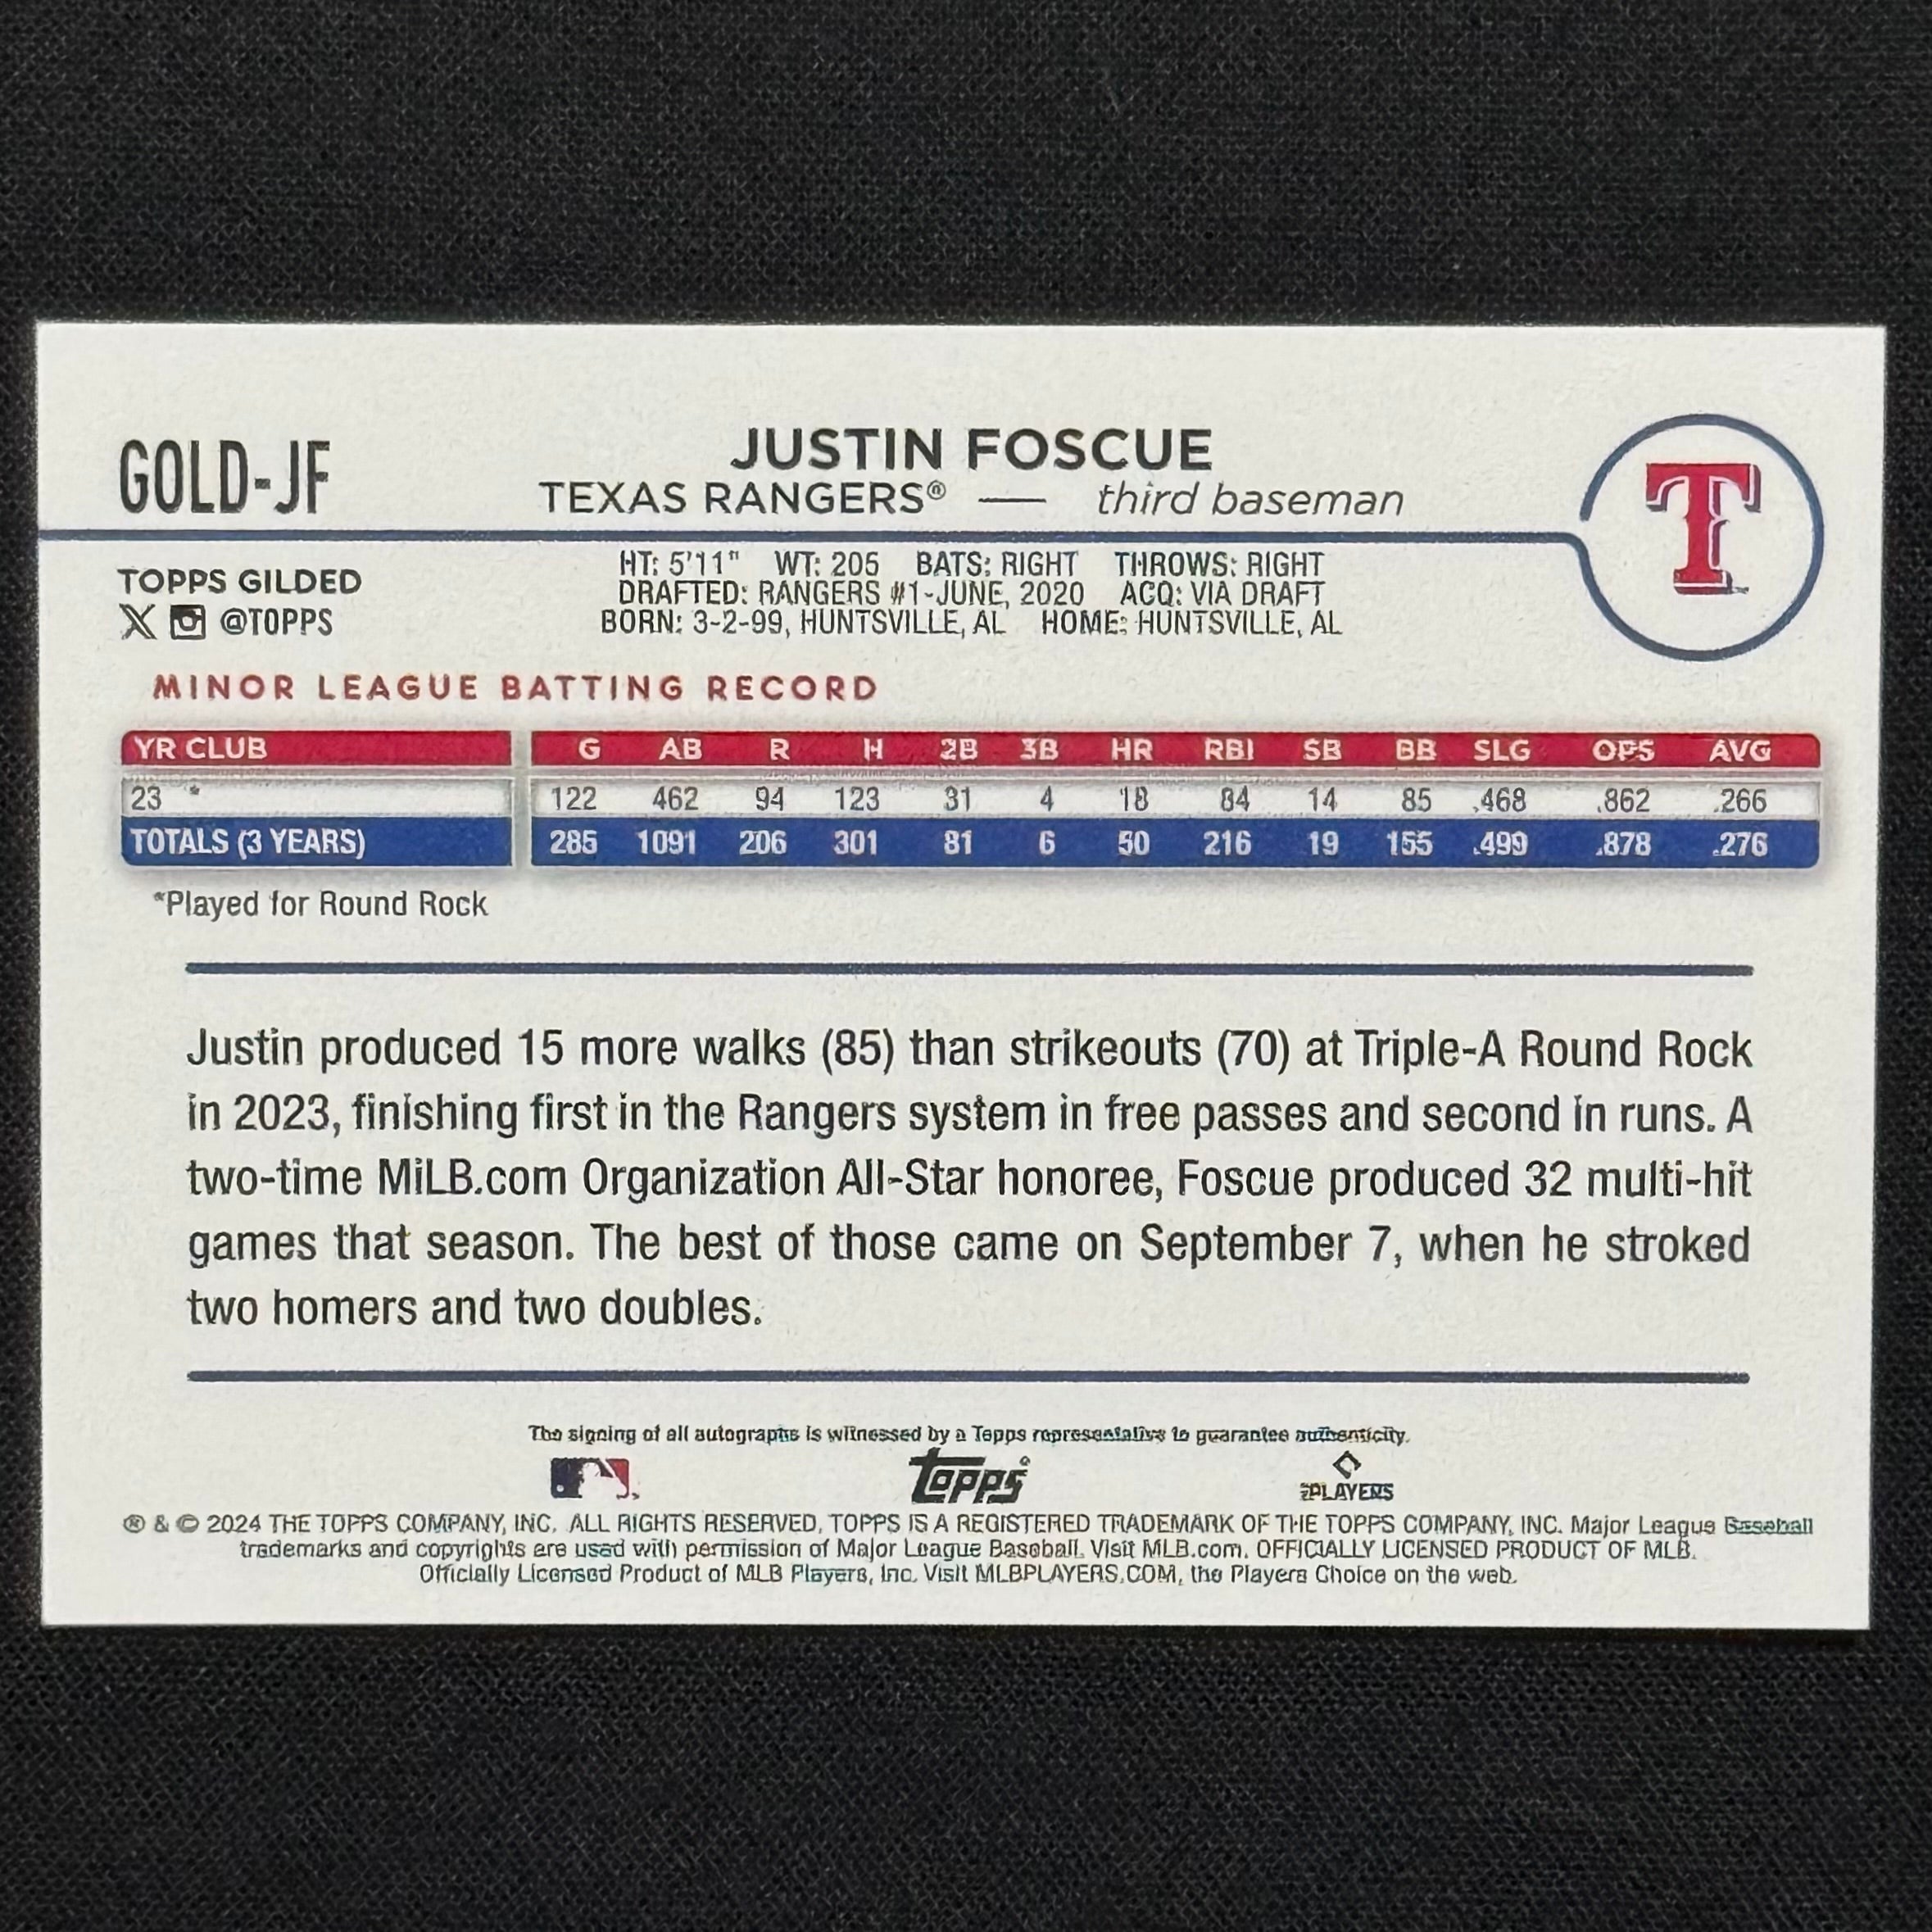 GOLD-JF
JUSTIN FOSCUE
TEXAS RANGERS® — third baseman
T
TOPPS GILDED
X @TOPPS
HT: 5'11" WT: 205 BATS: RIGHT THROWS: RIGHT
DRAFTED: RANGERS #1-JUNE, 2020 ACQ: VIA DRAFT
BORN: 3-2-99, HUNTSVILLE, AL HOME: HUNTSVILLE, AL
MINOR LEAGUE BATTING RECORD
YR CLUB G AB R H 2B 3B HR RBI SB BB SLG OPS AVG
23 * 122 462 94 123 31 4 18 84 14 85 .468 .862 .266
TOTALS (3 YEARS) 285 1091 206 301 81 6 50 216 19 155 .499 .878 .276
*Played for Round Rock
Justin produced 15 more walks (85) than strikeouts (70) at Triple-A Round Rock
in 2023, finishing first in the Rangers system in free passes and second in runs. A
two-time MiLB.com Organization All-Star honoree, Foscue produced 32 multi-hit
games that season. The best of those came on September 7, when he stroked
two homers and two doubles.
The signing of all autographs is witnessed by a Topps representative to guarantee authenticity.
topps®
PLAYERS
® & © 2024 THE TOPPS COMPANY, INC. ALL RIGHTS RESERVED, TOPPS IS A REGISTERED TRADEMARK OF THE TOPPS COMPANY, INC. Major League Baseball
trademarks and copyrights are used with permission of Major League Baseball. Visit MLB.com. OFFICIALLY LICENSED PRODUCT OF MLB.
Officially Licensed Product of MLB Players, Inc. Visit MLBPLAYERS.COM, the Players Choice on the web.